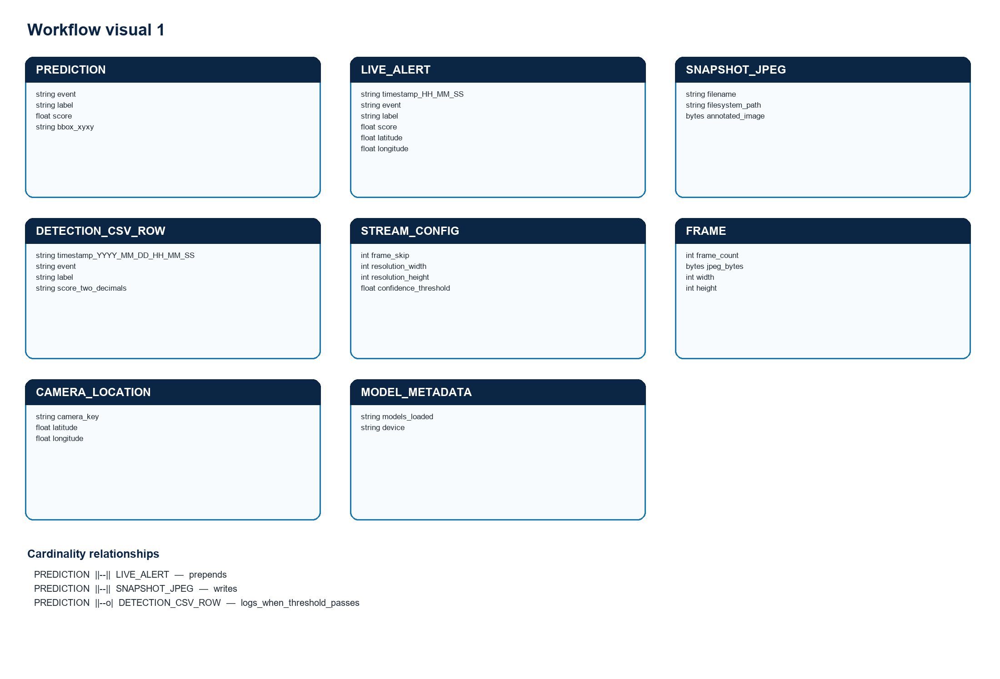 Workflow visual 1
PREDICTION
string event
string label
float score
string bbox_xyxy
LIVE_ALERT
string timestamp_HH_MM_SS
string event
string label
float score
float latitude
float longitude
SNAPSHOT_JPEG
string filename
string filesystem_path
bytes annotated_image
DETECTION_CSV_ROW
string timestamp_YYYY_MM_DD_HH_MM_SS
string event
string label
string score_two_decimals
STREAM_CONFIG
int frame_skip
int resolution_width
int resolution_height
float confidence_threshold
FRAME
int frame_count
bytes jpeg_bytes
int width
int height
CAMERA_LOCATION
string camera_key
float latitude
float longitude
MODEL_METADATA
string models_loaded
string device
Cardinality relationships
PREDICTION ||--|| LIVE_ALERT — prepends
PREDICTION ||--|| SNAPSHOT_JPEG — writes
PREDICTION ||--o| DETECTION_CSV_ROW — logs_when_threshold_passes